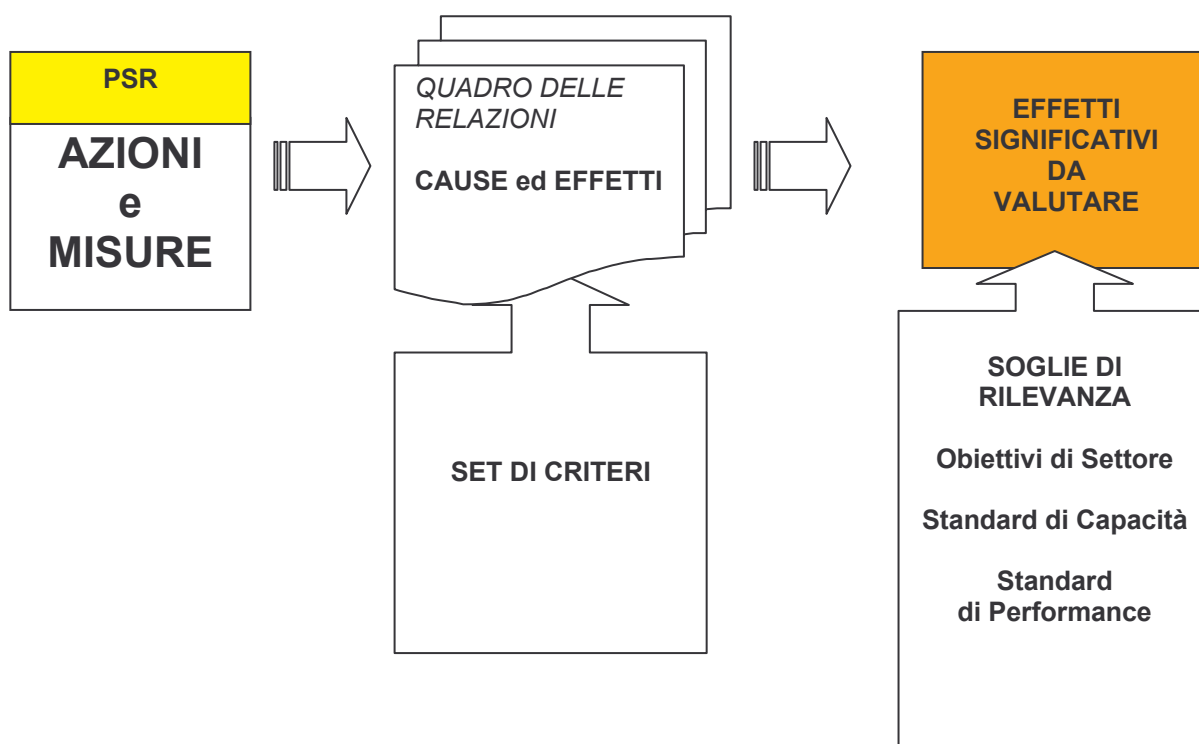 PSR
AZIONI
e
MISURE
QUADRO DELLE
RELAZIONI
CAUSE ed EFFETTI
EFFETTI
SIGNIFICATIVI
DA
VALUTARE
SET DI CRITERI
SOGLIE DI
RILEVANZA
Obiettivi di Settore
Standard di Capacità
Standard
di Performance